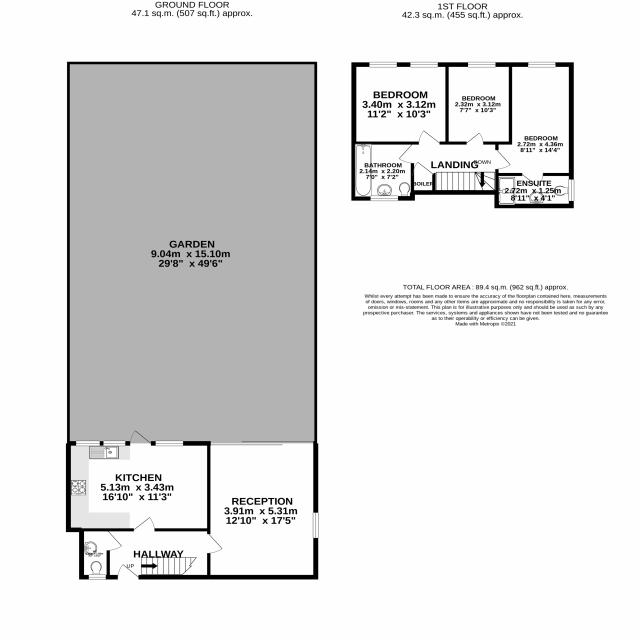 GROUND FLOOR
47.1 sq.m. (507 sq.ft.) approx.
1ST FLOOR
42.3 sq.m. (455 sq.ft.) approx.
BEDROOM
3.40m x 3.12m
11'2" x 10'3"
BEDROOM
2.32m x 3.12m
7'7" x 10'3"
BEDROOM
2.72m x 4.36m
8'11" x 14'4"
BATHROOM
2.14m x 2.20m
7'0" x 7'2"
LANDING
DOWN
BOILER
ENSUITE
2.72m x 1.25m
8'11" x 4'1"
GARDEN
9.04m x 15.10m
29'8" x 49'6"
TOTAL FLOOR AREA : 89.4 sq.m. (962 sq.ft.) approx.
Whilst every attempt has been made to ensure the accuracy of the floorplan contained here, measurements
of doors, windows, rooms and any other items are approximate and no responsibility is taken for any error,
omission or mis-statement. This plan is for illustrative purposes only and should be used as such by any
prospective purchaser. The services, systems and appliances shown have not been tested and no guarantee
as to their operability or efficiency can be given.
Made with Metropix ©2021
KITCHEN
5.13m x 3.43m
16'10" x 11'3"
RECEPTION
3.91m x 5.31m
12'10" x 17'5"
HALLWAY
UP